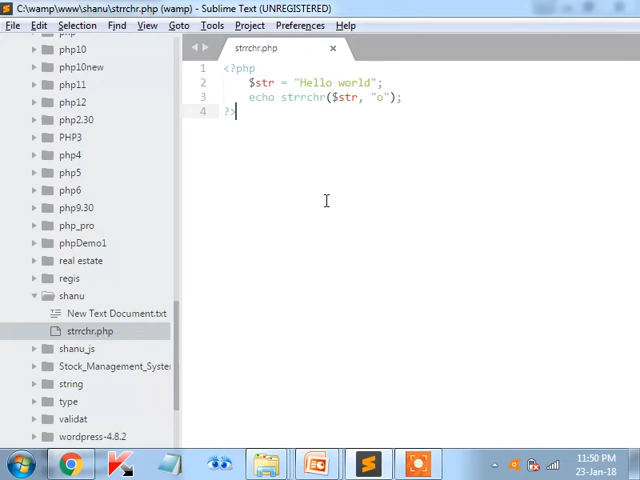 C:\wamp\www\shanu\strrchr.php (wamp) - Sublime Text (UNREGISTERED)
File Edit Selection Find View Goto Tools Project Preferences Help
php
php10
php10new
php11
php12
php2.30
PHP3
php4
php5
php6
php9.30
php_pro
phpDemo1
real estate
regis
shanu
New Text Document.txt
strrchr.php
shanu_js
Stock_Management_System
string
type
validat
wordpress-4.8.2
strrchr.php ×
1 <?php
2 $str = "Hello world";
3 echo strrchr($str, "o");
4 ?>
11:50 PM
23-Jan-18